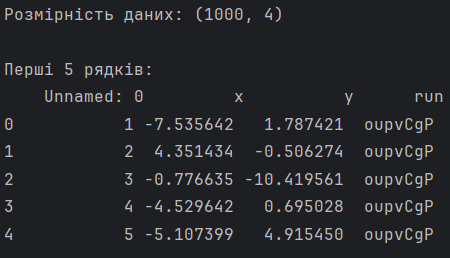 Розмірність даних: (1000, 4)
Перші 5 рядків:
Unnamed: 0 x y run
0 1 -7.535642 1.787421 oupvCgP
1 2 4.351434 -0.506274 oupvCgP
2 3 -0.776635 -10.419561 oupvCgP
3 4 -4.529642 0.695028 oupvCgP
4 5 -5.107399 4.915450 oupvCgP